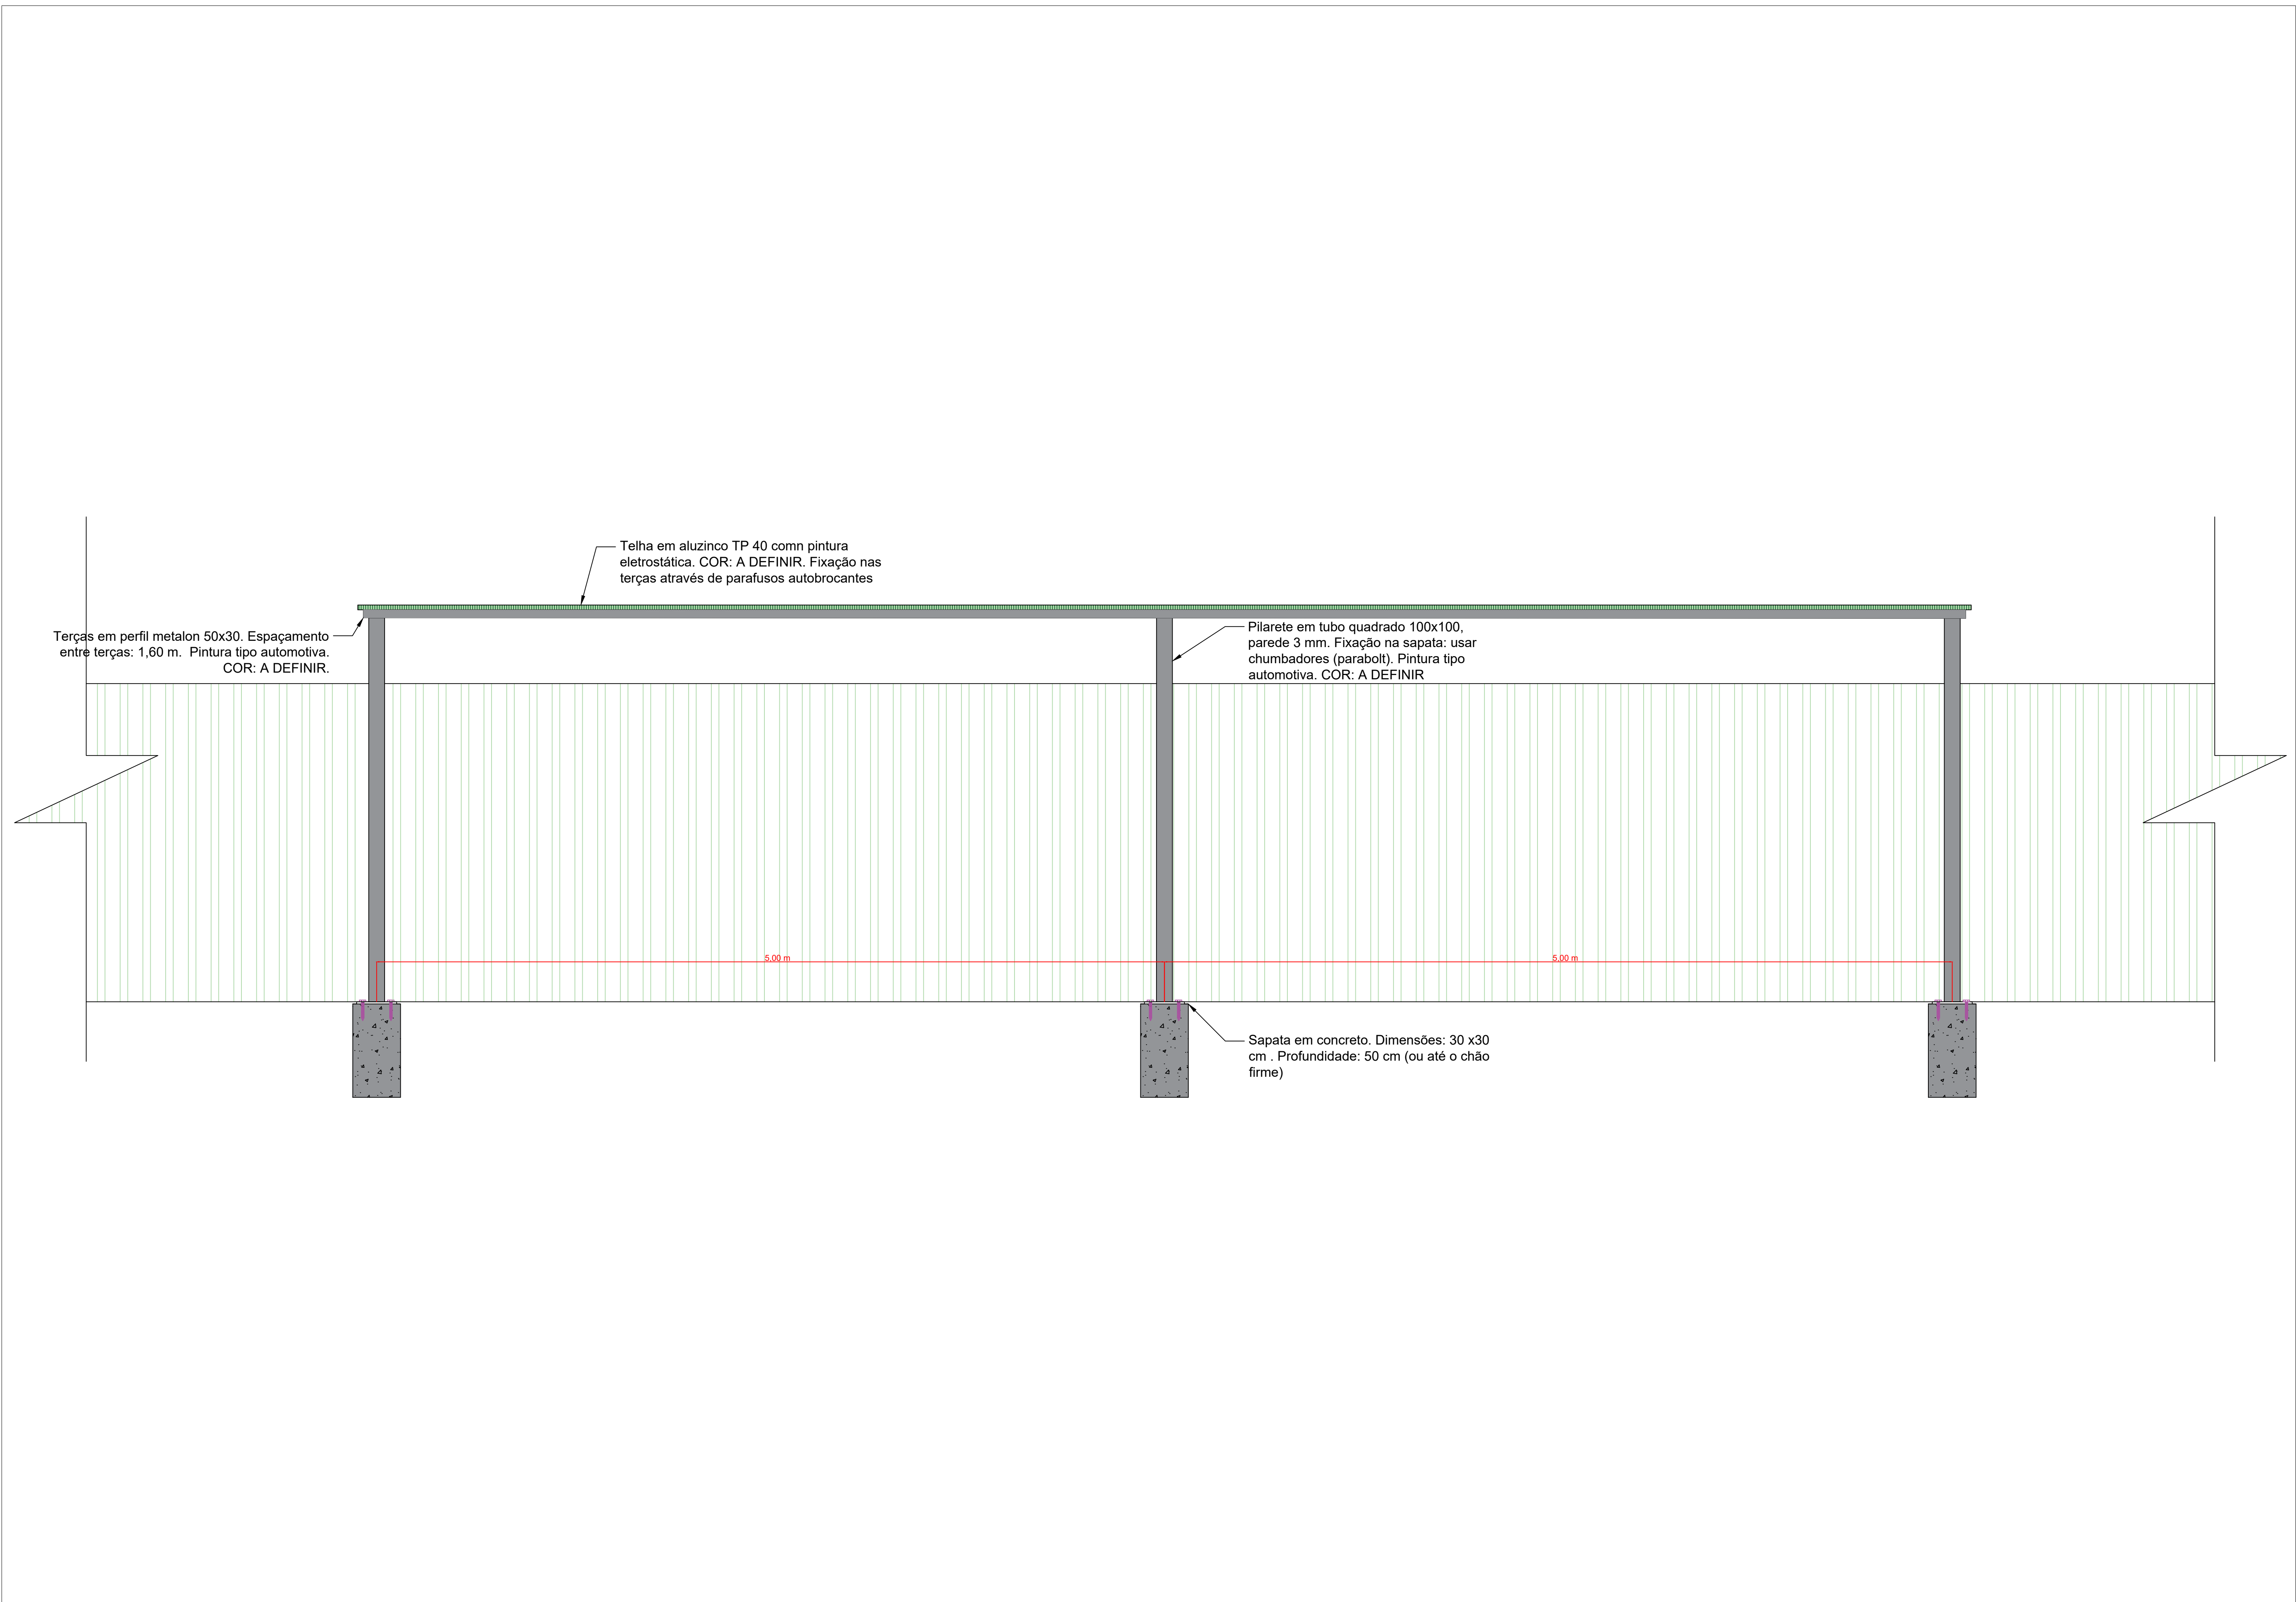 Telha em aluzinco TP 40 comn pintura
eletrostática. COR: A DEFINIR. Fixação nas
terças através de parafusos autobrocantes
Terças em perfil metalon 50x30. Espaçamento
entre terças: 1,60 m.  Pintura tipo automotiva.
COR: A DEFINIR.
Pilarete em tubo quadrado 100x100,
parede 3 mm. Fixação na sapata: usar
chumbadores (parabolt). Pintura tipo
automotiva. COR: A DEFINIR
5,00 m
5,00 m
Sapata em concreto. Dimensões: 30 x30
cm . Profundidade: 50 cm (ou até o chão
firme)